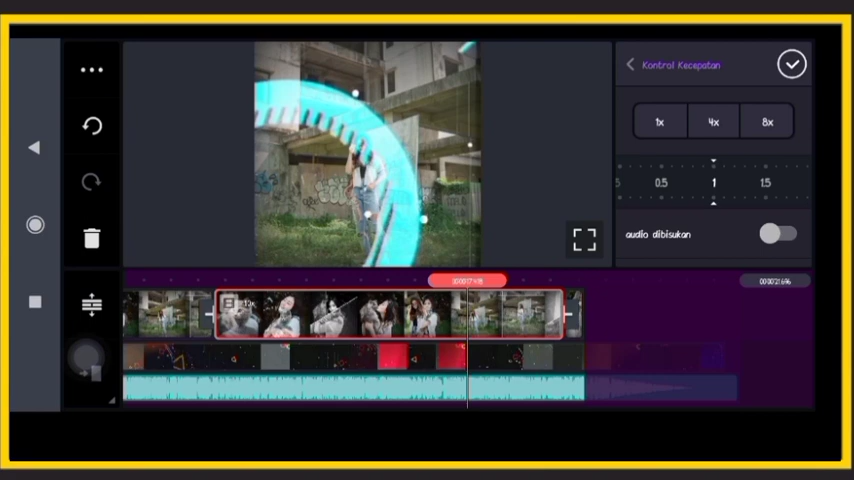 Kontrol Kecepatan
1x 4x 8x
0.5 1 1.5
audio dibisukan